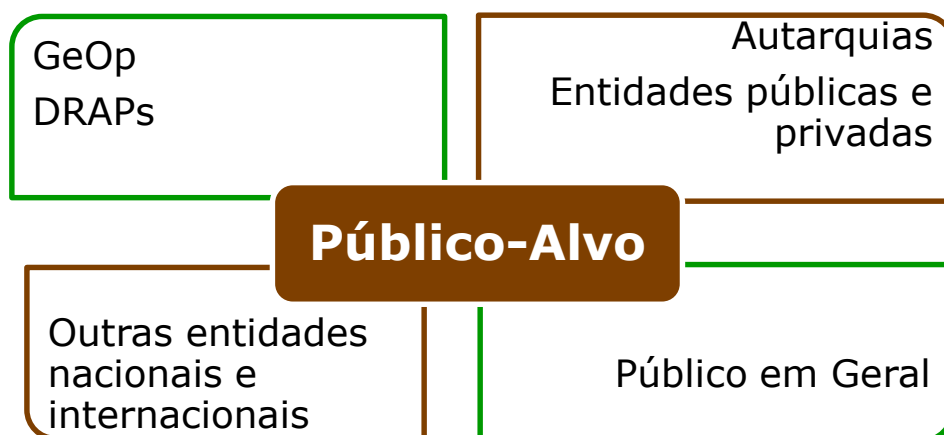 GeOp
DRAPs
Autarquias
Entidades públicas e
privadas
Público-Alvo
Outras entidades
nacionais e
internacionais
Público em Geral